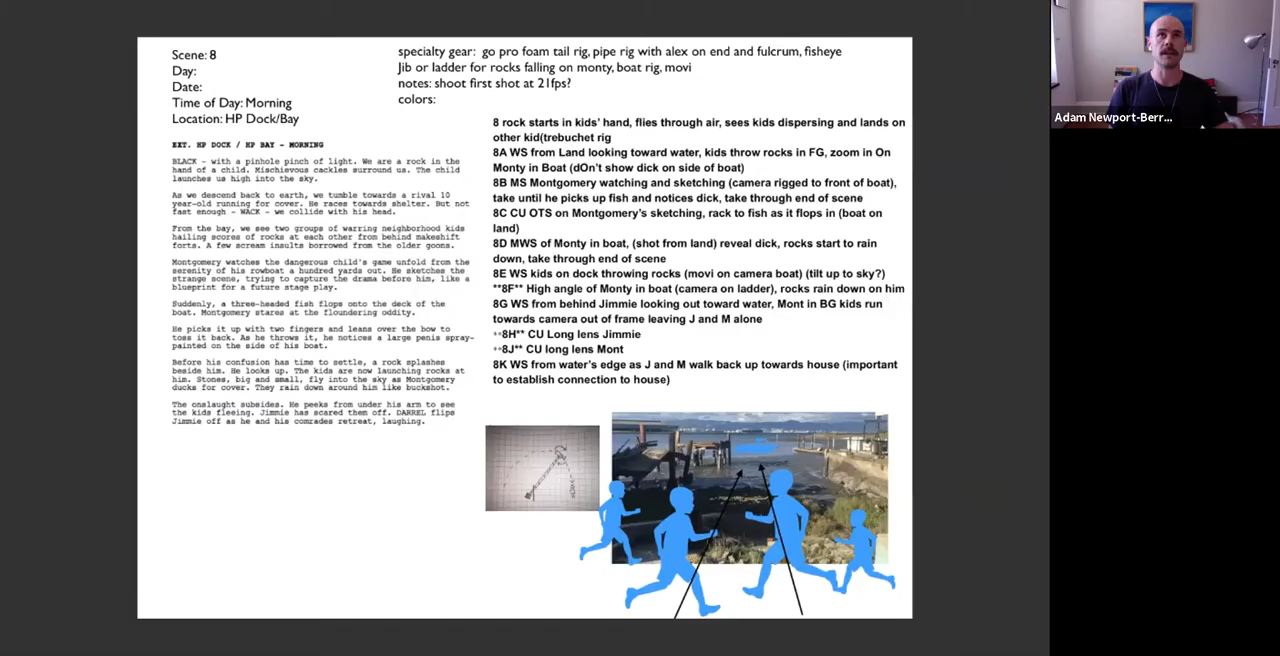 Scene: 8
Day:
Date:
Time of Day: Morning
Location: HP Dock/Bay
specialty gear: go pro foam tail rig, pipe rig with alex on end and fulcrum, fisheye
Jib or ladder for rocks falling on monty, boat rig, movi
notes: shoot first shot at 21fps?
colors:
EXT. HP DOCK / HP BAY - MORNING
BLACK - with a pinhole pinch of light. We are a rock in the
hand of a child. Mischievous cackles surround us. The child
launches us high into the sky.
As we descend back to earth, we tumble towards a rival 10
year-old running for cover. He races towards shelter. But not
fast enough - WACK - we collide with his head.
From the bay, we see two groups of warring neighborhood kids
hailing scores of rocks at each other from behind makeshift
forts. A few scream insults borrowed from the older goons.
Montgomery watches the dangerous child's game unfold from the
serenity of his rowboat a hundred yards out. He sketches the
strange scene, trying to capture the drama before him, like a
blueprint for a future stage play.
Suddenly, a three-headed fish flops onto the deck of the
boat. Montgomery stares at the floundering oddity.
He picks it up with two fingers and leans over the bow to
toss it back. As he throws it, he notices a large penis spray-
painted on the side of his boat.
Before his confusion has time to settle, a rock splashes
beside him. He looks up. The kids are now launching rocks at
him. Stones, big and small, fly into the sky as Montgomery
ducks for cover. They rain down around him like buckshot.
The onslaught subsides. He peeks from under his arm to see
the kids fleeing. Jimmie has scared them off. DARREL flips
Jimmie off as he and his comrades retreat, laughing.
8 rock starts in kids' hand, flies through air, sees kids dispersing and lands on
other kid(trebuchet rig
8A WS from Land looking toward water, kids throw rocks in FG, zoom in On
Monty in Boat (dOn't show dick on side of boat)
8B MS Montgomery watching and sketching (camera rigged to front of boat),
take until he picks up fish and notices dick, take through end of scene
8C CU OTS on Montgomery's sketching, rack to fish as it flops in (boat on
land)
8D MWS of Monty in boat, (shot from land) reveal dick, rocks start to rain
down, take through end of scene
8E WS kids on dock throwing rocks (movi on camera boat) (tilt up to sky?)
**8F** High angle of Monty in boat (camera on ladder), rocks rain down on him
8G WS from behind Jimmie looking out toward water, Mont in BG kids run
towards camera out of frame leaving J and M alone
**8H** CU Long lens Jimmie
**8J** CU long lens Mont
8K WS from water's edge as J and M walk back up towards house (important
to establish connection to house)
Adam Newport-Berr...